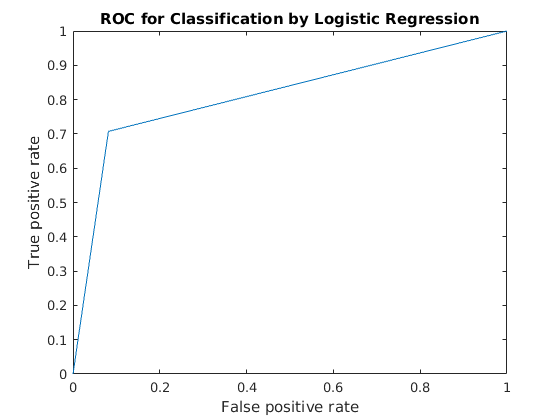 ROC for Classification by Logistic Regression
1
0.9
0.8
0.7
0.6
0.5
0.4
0.3
0.2
0.1
0
True positive rate
0 0.2 0.4 0.6 0.8 1
False positive rate